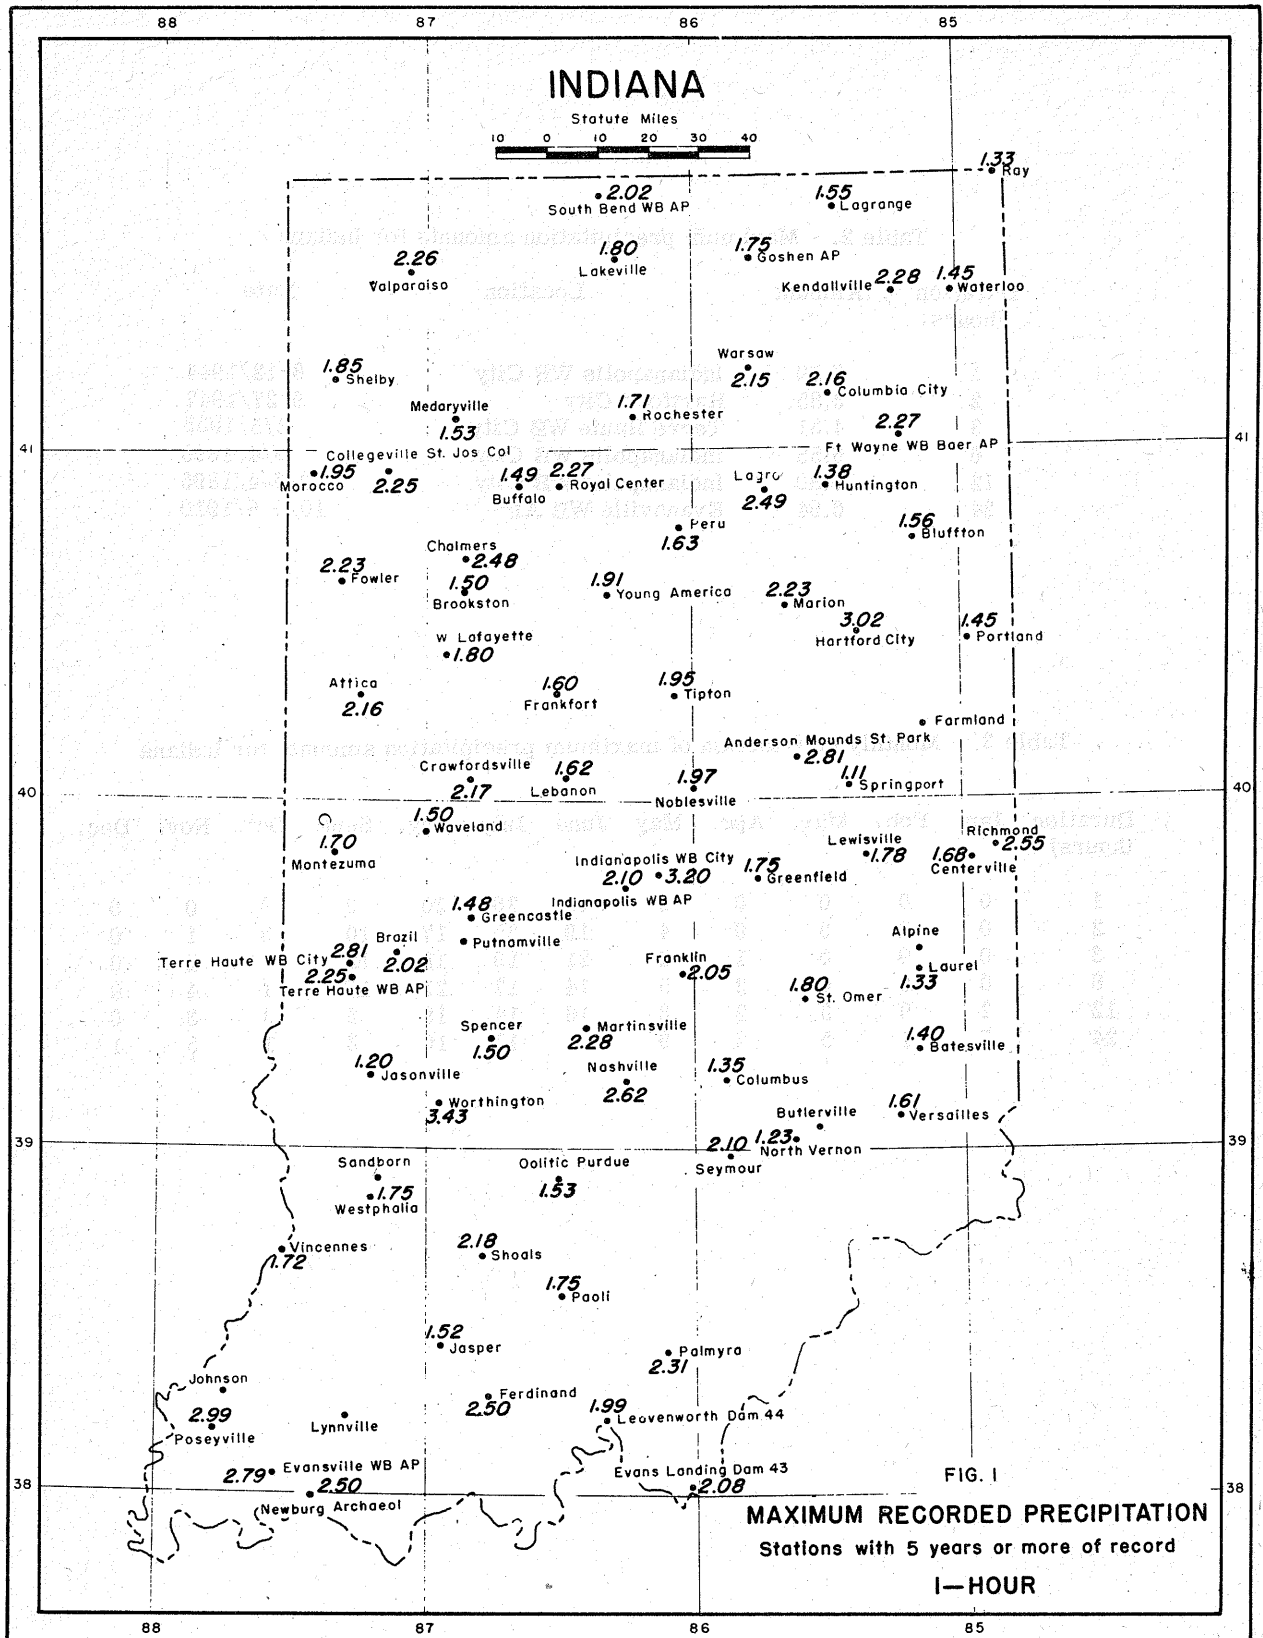 88 87 86 85
INDIANA
Statute Miles
10 0 10 20 30 40
1.33
Ray
2.02
South Bend WB AP
1.55
Lagrange
1.80
Lakeville
1.75
Goshen AP
2.26
Valparaiso
Kendallville 2.28
1.45
Waterloo
1.85
Shelby
Warsaw
2.15
2.16
Columbia City
Medaryville
1.53
1.71
Rochester
2.27
Ft Wayne WB Baer AP
41 41
Collegeville St. Jos Col
2.25
1.95
Morocco
1.49
Buffalo
2.27
Royal Center
Lagro
2.49
1.38
Huntington
Peru
1.63
1.56
Bluffton
Chalmers
2.48
2.23
Fowler
1.50
Brookston
1.91
Young America
2.23
Marion
3.02
Hartford City
1.45
Portland
W Lafayette
1.80
Attica
2.16
1.60
Frankfort
1.95
Tipton
Farmland
Anderson Mounds St. Park
2.81
1.11
Springport
Crawfordsville
2.17
1.62
Lebanon
1.97
Noblesville
40 40
1.50
Waveland
1.70
Montezuma
Lewisville
1.78
Richmond
2.55
1.68
Centerville
Indianapolis WB City
3.20
2.10
Indianapolis WB AP
1.75
Greenfield
1.48
Greencastle
Putnamville
Brazil
2.02
Terre Haute WB City 2.81
2.25
Terre Haute WB AP
Franklin
2.05
Alpine
Laurel
1.33
1.80
St. Omer
Spencer
1.50
Martinsville
2.28
1.40
Batesville
1.20
Jasonville
Nashville
2.62
1.35
Columbus
Worthington
3.43
Butlerville
1.61
Versailles
39 39
2.10
Seymour
1.23
North Vernon
Sandborn
1.75
Westphalia
Oolitic Purdue
1.53
Vincennes
1.72
2.18
Shoals
1.75
Paoli
1.52
Jasper
Palmyra
2.31
Johnson
2.99
Poseyville
Lynnville
Ferdinand
2.50
1.99
Leavenworth Dam 44
2.79 Evansville WB AP
2.50
Newburg Archaeol
Evans Landing Dam 43
2.08
38 38
FIG. 1
MAXIMUM RECORDED PRECIPITATION
Stations with 5 years or more of record
1-HOUR
88 87 86 85